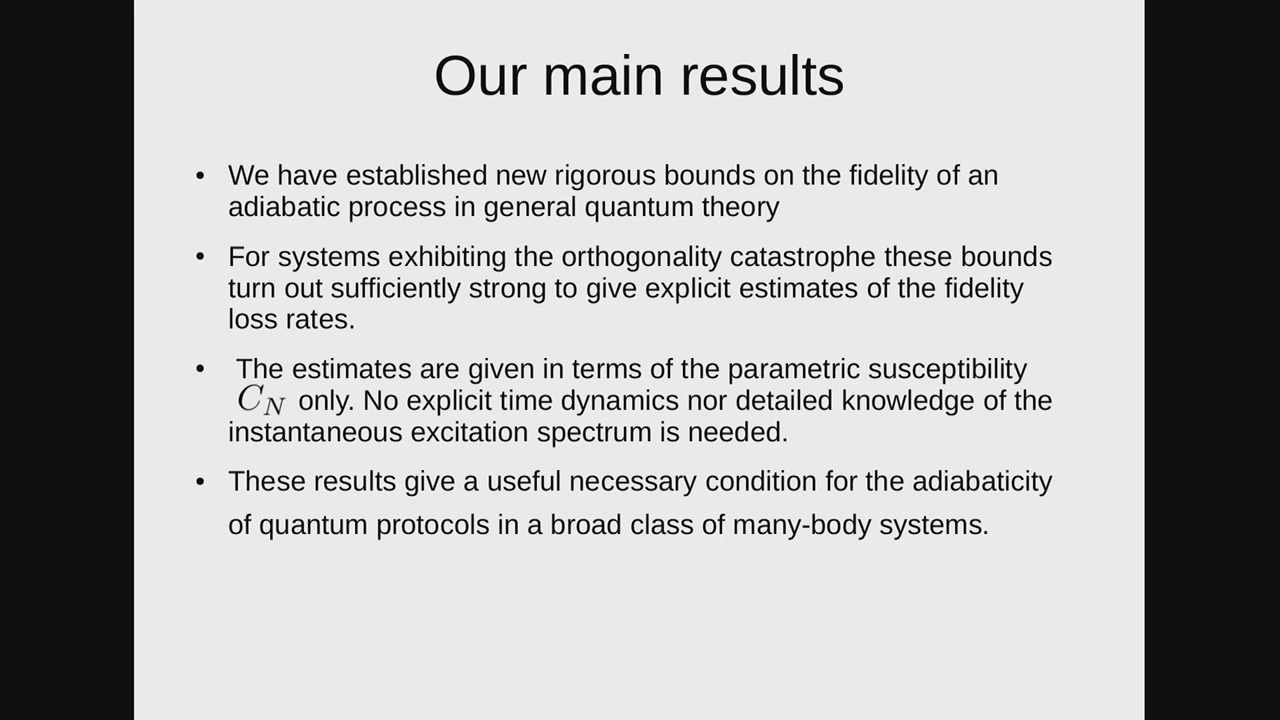 Our main results
• We have established new rigorous bounds on the fidelity of an
adiabatic process in general quantum theory
• For systems exhibiting the orthogonality catastrophe these bounds
turn out sufficiently strong to give explicit estimates of the fidelity
loss rates.
• The estimates are given in terms of the parametric susceptibility
$C_N$ only. No explicit time dynamics nor detailed knowledge of the
instantaneous excitation spectrum is needed.
• These results give a useful necessary condition for the adiabaticity
of quantum protocols in a broad class of many-body systems.